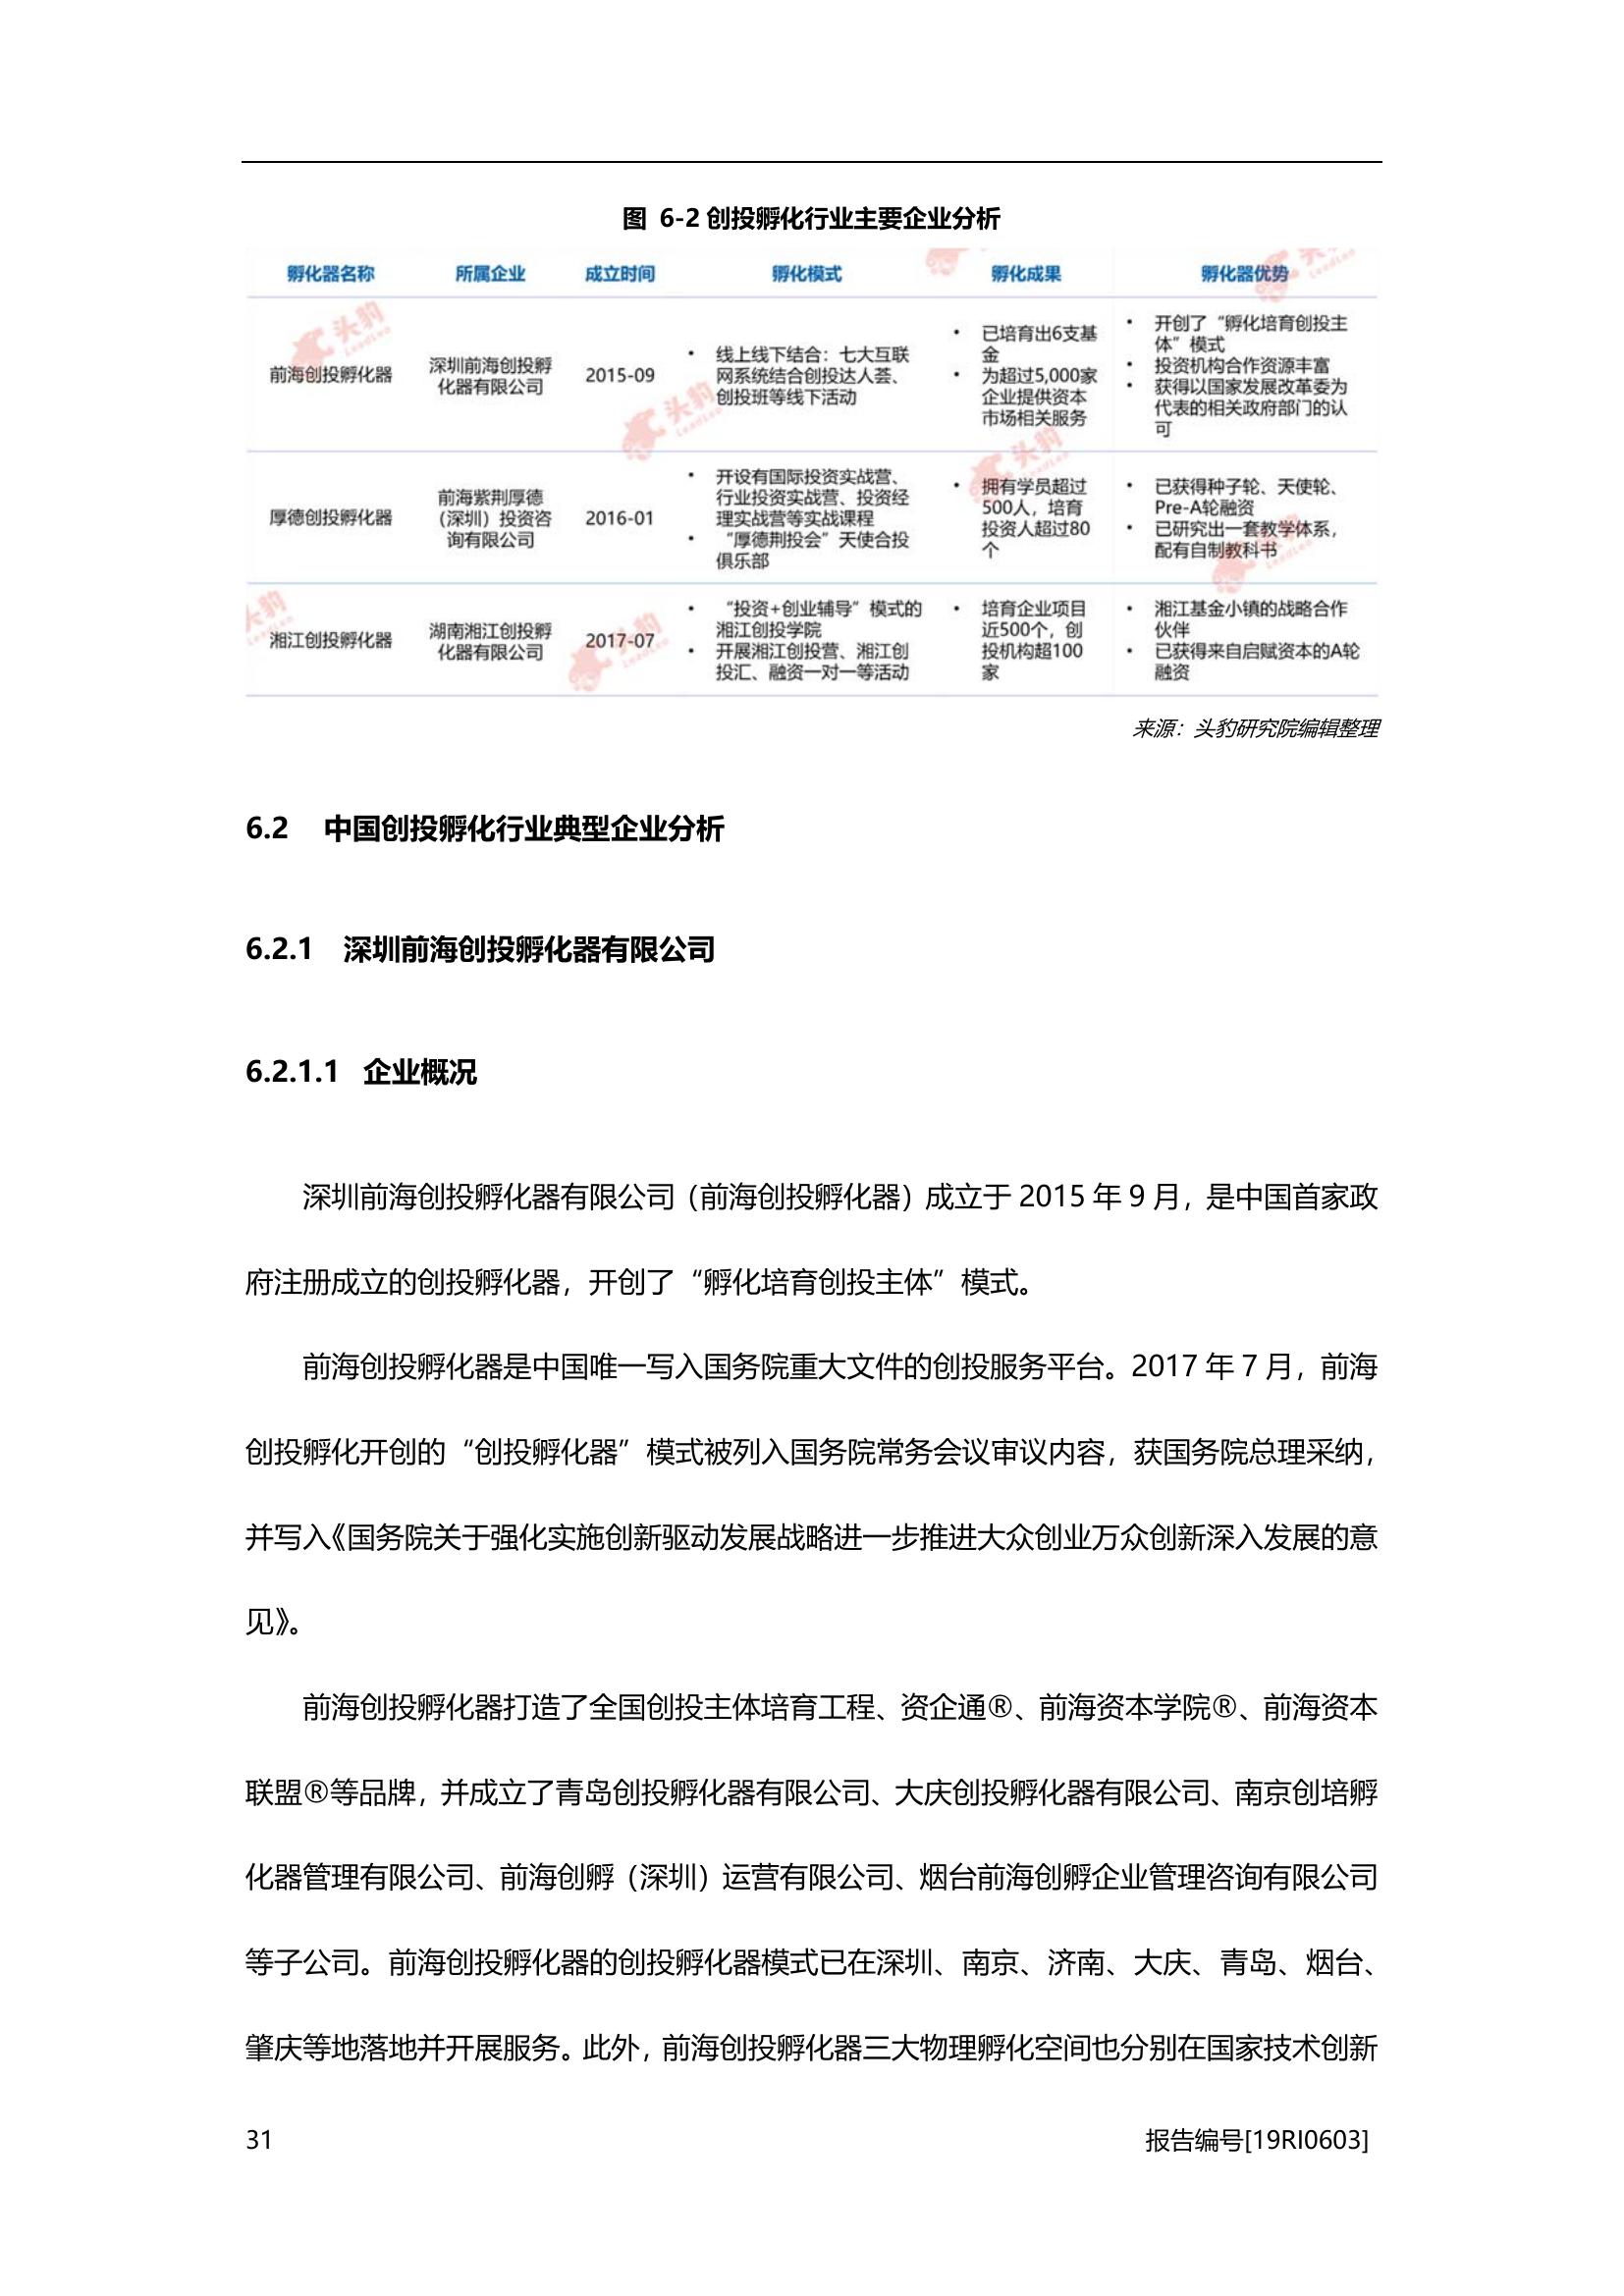 图 6-2 创投孵化行业主要企业分析
孵化器名称 所属企业 成立时间 孵化模式 孵化成果 孵化器优势
前海创投孵化器
深圳前海创投孵
化器有限公司
2015-09
• 线上线下结合：七大互联
网系统结合创投达人荟、
创投班等线下活动
• 已培育出6支基
金
• 为超过5,000家
企业提供资本
市场相关服务
• 开创了“孵化培育创投主
体”模式
• 投资机构合作资源丰富
• 获得以国家发展改革委为
代表的相关政府部门的认
可
厚德创投孵化器
前海紫荆厚德
（深圳）投资咨
询有限公司
2016-01
• 开设有国际投资实战营、
行业投资实战营、投资经
理实战营等实战课程
• “厚德荆投会”天使合投
俱乐部
• 拥有学员超过
500人，培育
投资人超过80
个
• 已获得种子轮、天使轮、
Pre-A轮融资
• 已研究出一套教学体系，
配有自制教科书
湘江创投孵化器
湖南湘江创投孵
化器有限公司
2017-07
• “投资+创业辅导”模式的
湘江创投学院
• 开展湘江创投营、湘江创
投汇、融资一对一等活动
• 培育企业项目
近500个，创
投机构超100
家
• 湘江基金小镇的战略合作
伙伴
• 已获得来自启赋资本的A轮
融资
头豹
LeadLeo
来源：头豹研究院编辑整理
6.2 中国创投孵化行业典型企业分析
6.2.1 深圳前海创投孵化器有限公司
6.2.1.1 企业概况
深圳前海创投孵化器有限公司（前海创投孵化器）成立于 2015 年 9 月，是中国首家政
府注册成立的创投孵化器，开创了“孵化培育创投主体”模式。
前海创投孵化器是中国唯一写入国务院重大文件的创投服务平台。2017 年 7 月，前海
创投孵化开创的“创投孵化器”模式被列入国务院常务会议审议内容，获国务院总理采纳，
并写入《国务院关于强化实施创新驱动发展战略进一步推进大众创业万众创新深入发展的意
见》。
前海创投孵化器打造了全国创投主体培育工程、资企通®、前海资本学院®、前海资本
联盟®等品牌，并成立了青岛创投孵化器有限公司、大庆创投孵化器有限公司、南京创培孵
化器管理有限公司、前海创孵（深圳）运营有限公司、烟台前海创孵企业管理咨询有限公司
等子公司。前海创投孵化器的创投孵化器模式已在深圳、南京、济南、大庆、青岛、烟台、
肇庆等地落地并开展服务。此外，前海创投孵化器三大物理孵化空间也分别在国家技术创新
31 报告编号[19RI0603]